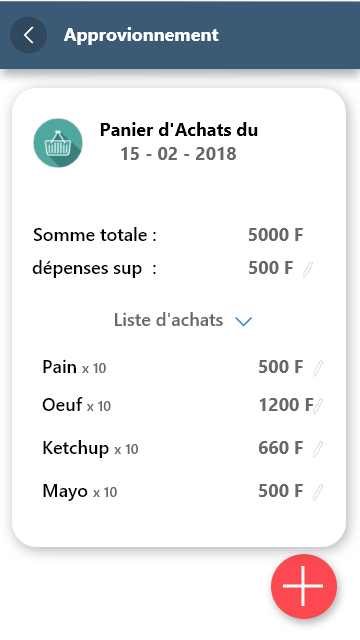 Approvionnement
Panier d'Achats du
15 - 02 - 2018
Somme totale : 5000 F
dépenses sup : 500 F
Liste d'achats
Pain x 10 500 F
Oeuf x 10 1200 F
Ketchup x 10 660 F
Mayo x 10 500 F